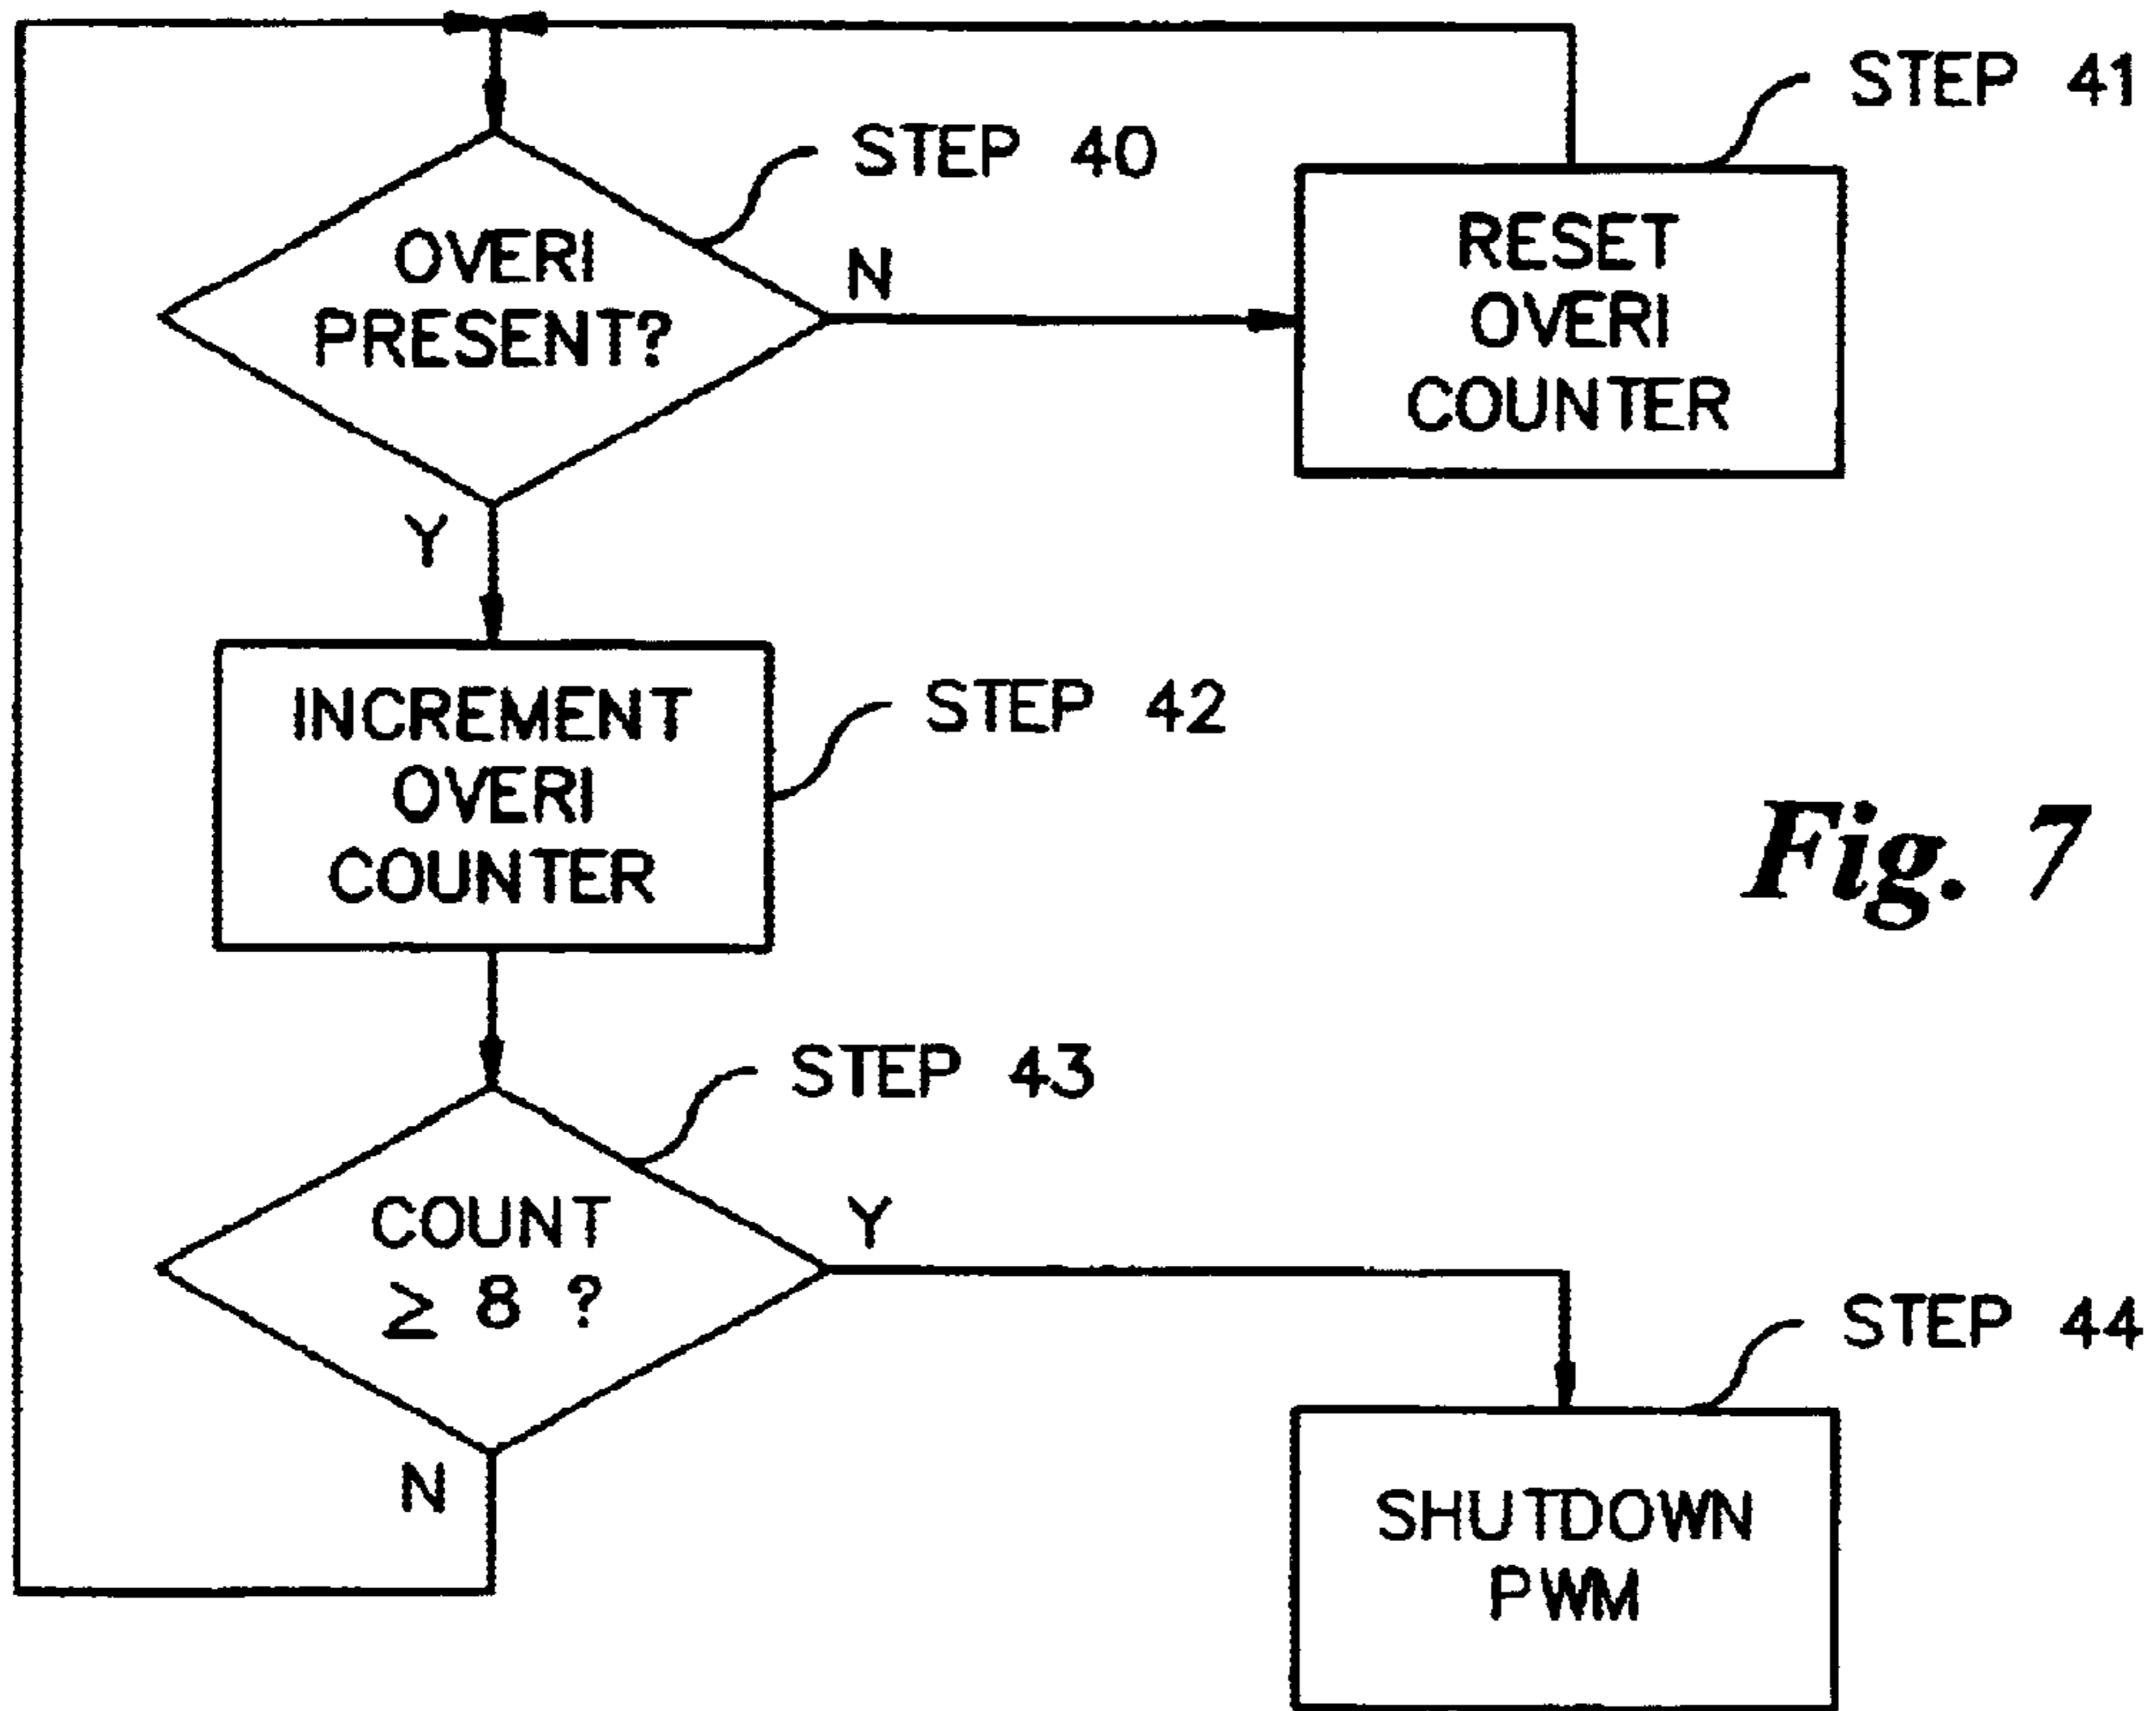 STEP 41
STEP 40
OVERI
PRESENT?
N
RESET
OVERI
COUNTER
Y
INCREMENT
OVERI
COUNTER
STEP 42
Fig. 7
STEP 43
COUNT
≥ 8 ?
Y
STEP 44
N
SHUTDOWN
PWM